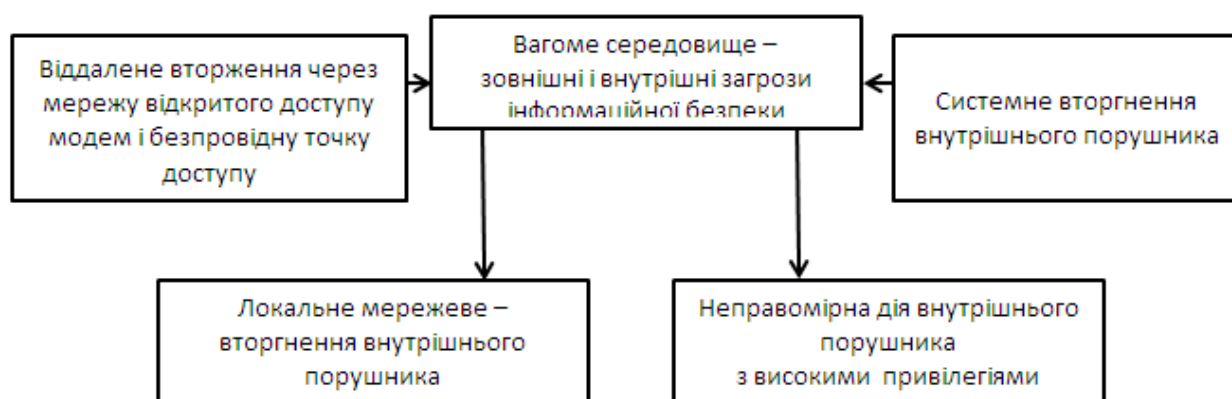 Віддалене вторження через
мережу відкритого доступу
модем і безпровідну точку
доступу
Вагоме середовище –
зовнішні і внутрішні загрози
інформаційної безпеки
Системне вторгнення
внутрішнього порушника
Локальне мережеве –
вторгнення внутрішнього
порушника
Неправомірна дія внутрішнього
порушника
з високими привілегіями